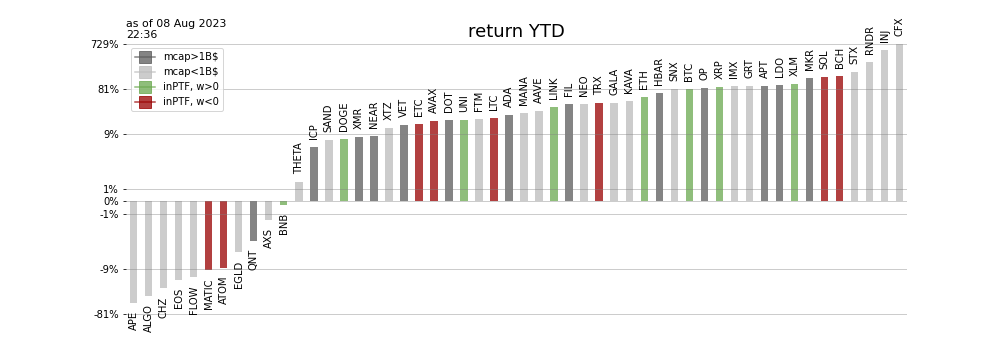 as of 08 Aug 2023
22:36
return YTD
729%
81%
9%
1%
0%
-1%
-9%
-81%
mcap>1B$
mcap<1B$
inPTF, w>0
inPTF, w<0
APE
ALGO
CHZ
EOS
FLOW
MATIC
ATOM
EGLD
QNT
AXS
BNB
THETA
ICP
SAND
DOGE
XMR
NEAR
XTZ
VET
ETC
AVAX
DOT
UNI
FTM
LTC
ADA
MANA
AAVE
LINK
FIL
NEO
TRX
GALA
KAVA
ETH
HBAR
SNX
BTC
OP
XRP
IMX
GRT
APT
LDO
XLM
MKR
SOL
BCH
STX
RNDR
INJ
CFX